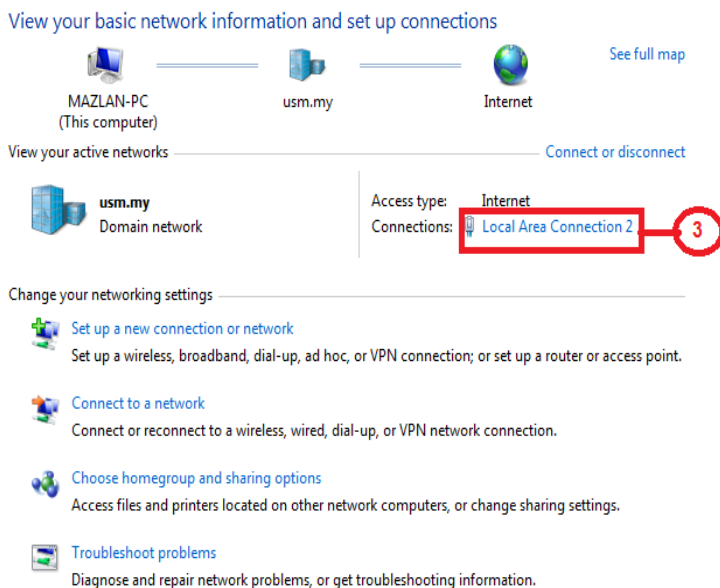 View your basic network information and set up connections
See full map
MAZLAN-PC
(This computer)
usm.my
Internet
View your active networks
Connect or disconnect
usm.my
Domain network
Access type: Internet
Connections: Local Area Connection 2
3
Change your networking settings
Set up a new connection or network
Set up a wireless, broadband, dial-up, ad hoc, or VPN connection; or set up a router or access point.
Connect to a network
Connect or reconnect to a wireless, wired, dial-up, or VPN network connection.
Choose homegroup and sharing options
Access files and printers located on other network computers, or change sharing settings.
Troubleshoot problems
Diagnose and repair network problems, or get troubleshooting information.